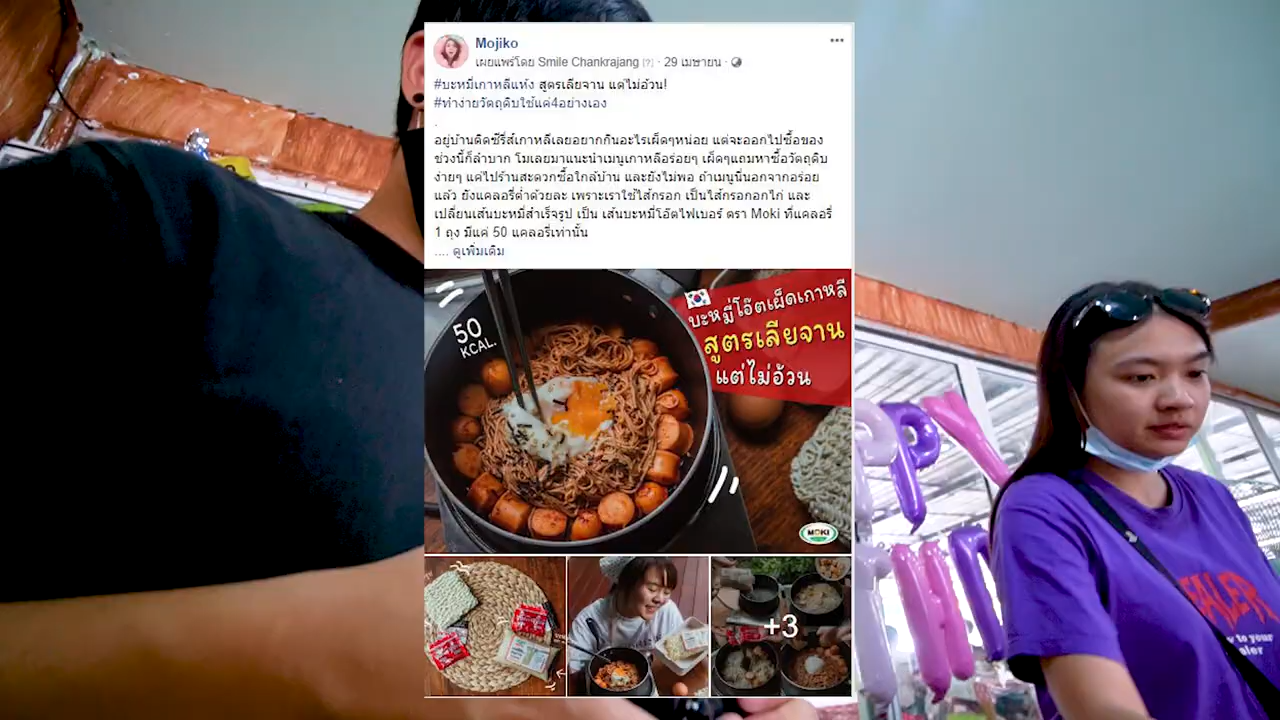 Mojiko
เผยแพร่โดย Smile Chankrajang (?) · 29 เมษายน ·
#บะหมี่เกาหลีแห้ง สูตรเลียจาน แต่ไม่อ้วน!
#ทำง่ายวัตถุดิบใช้แค่4อย่างเอง
.
อยู่บ้านติดซีรี่ส์เกาหลีเลยอยากกินอะไรเผ็ดๆหน่อย แต่จะออกไปซื้อของ
ช่วงนี้ก็ลำบาก โมเลยมาแนะนำเมนูเกาหลีอร่อยๆ เผ็ดๆแถมหาซื้อวัตถุดิบ
ง่ายๆ แค่ไปร้านสะดวกซื้อใกล้บ้าน และยังไม่พอ ถ้าเมนูนี้นอกจากอร่อย
แล้ว ยังแคลอรี่ต่ำด้วยละ เพราะเราใช้ไส้กรอก เป็นไส้กรอกอกไก่ และ
เปลี่ยนเส้นบะหมี่สำเร็จรูป เป็น เส้นบะหมี่โอ๊ตไฟเบอร์ ตรา Moki ที่แคลอรี่
1 ถุง มีแค่ 50 แคลอรี่เท่านั้น
.... ดูเพิ่มเติม
50
KCAL.
บะหมี่โอ๊ตเผ็ดเกาหลี
สูตรเลียจาน
แต่ไม่อ้วน
MOKI
+3